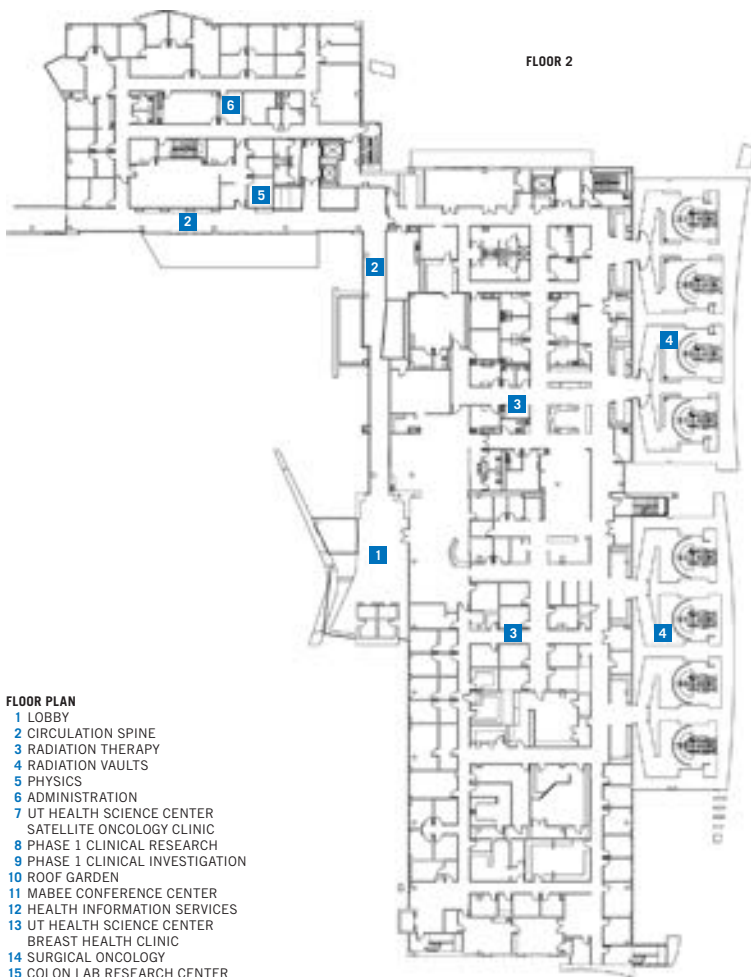 FLOOR 2
6
5
2
2
4
3
1
3
4
FLOOR PLAN
1 LOBBY
2 CIRCULATION SPINE
3 RADIATION THERAPY
4 RADIATION VAULTS
5 PHYSICS
6 ADMINISTRATION
7 UT HEALTH SCIENCE CENTER
SATELLITE ONCOLOGY CLINIC
8 PHASE 1 CLINICAL RESEARCH
9 PHASE 1 CLINICAL INVESTIGATION
10 ROOF GARDEN
11 MABEE CONFERENCE CENTER
12 HEALTH INFORMATION SERVICES
13 UT HEALTH SCIENCE CENTER
BREAST HEALTH CLINIC
14 SURGICAL ONCOLOGY
15 COLON LAB RESEARCH CENTER